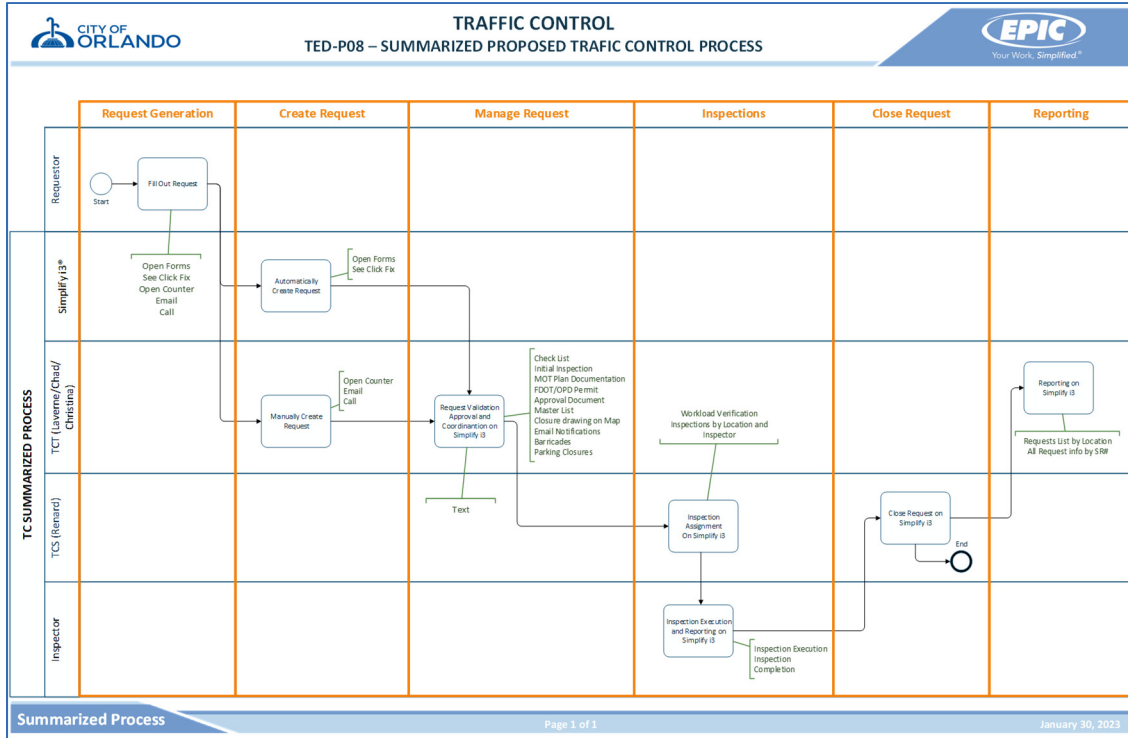 CITY OF
ORLANDO
TRAFFIC CONTROL
TED-P08 – SUMMARIZED PROPOSED TRAFIC CONTROL PROCESS
EPIC
Your Work, Simplified.®
Request Generation
Create Request
Manage Request
Inspections
Close Request
Reporting
TC SUMMARIZED PROCESS
Requestor
Start
Fill Out Request
Open Forms
See Click Fix
Open Counter
Email
Call
Simplify i3®
Automatically
Create Request
Open Forms
See Click Fix
TCT (Laverne/Chad/
Christina)
Manually Create
Request
Open Counter
Email
Call
Request Validation
Approval and
Coordinantion on
Simplify i3
Check List
Initial Inspection
MOT Plan Documentation
FDOT/OPD Permit
Approval Document
Master List
Closure drawing on Map
Email Notifications
Barricades
Parking Closures
Text
Workload Verification
Inspections by Location and
Inspector
Reporting on
Simplify i3
Requests List by Location
All Request info by SR#
TCS (Renard)
Inspection
Assignment
On Simplify i3
Close Request on
Simplify i3
End
Inspector
Inspection Execution
and Reporting on
Simplify i3
Inspection Execution
Inspection
Completion
Summarized Process
Page 1 of 1
January 30, 2023